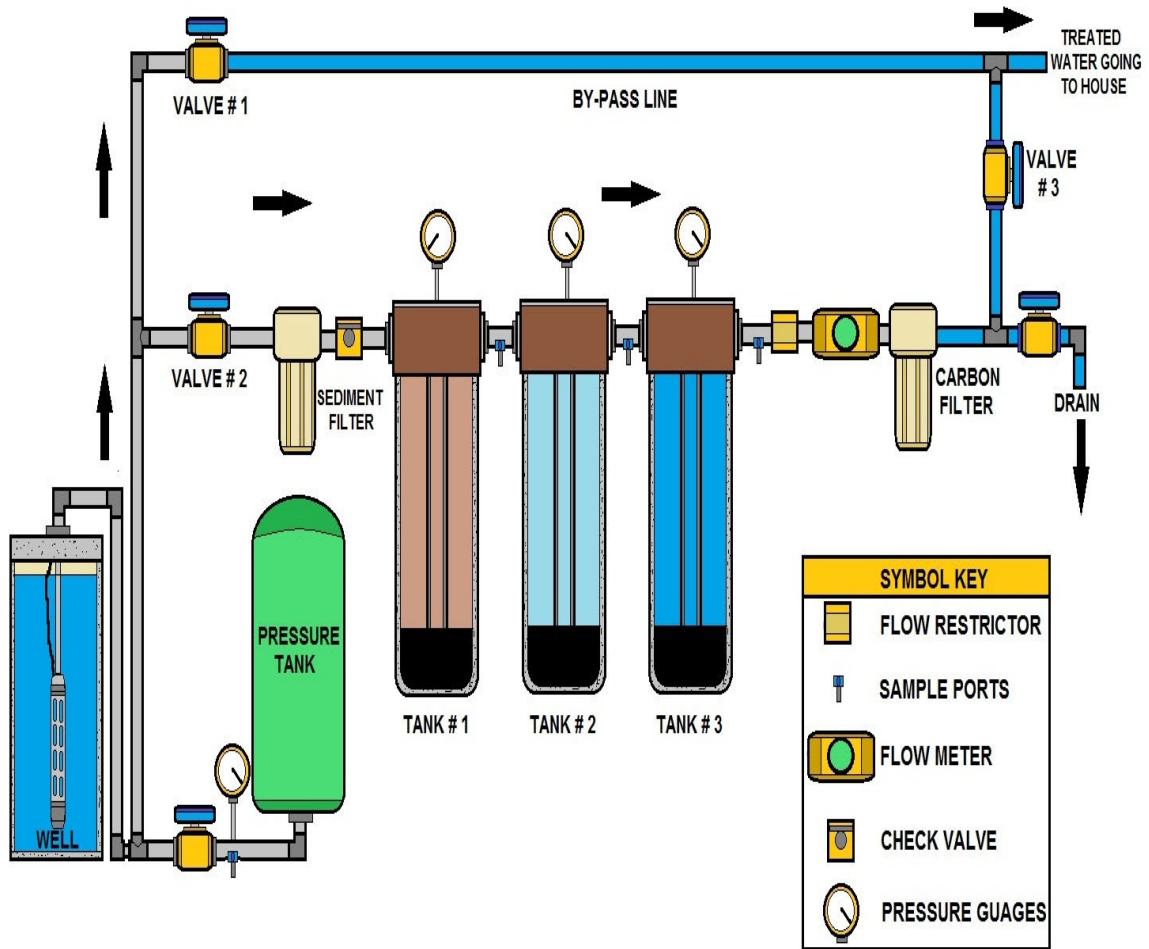 TREATED
WATER GOING
TO HOUSE
VALVE # 1
BY-PASS LINE
VALVE
# 3
VALVE # 2
SEDIMENT
FILTER
CARBON
FILTER
DRAIN
PRESSURE
TANK
TANK # 1
TANK # 2
TANK # 3
WELL
SYMBOL KEY
FLOW RESTRICTOR
SAMPLE PORTS
FLOW METER
CHECK VALVE
PRESSURE GUAGES